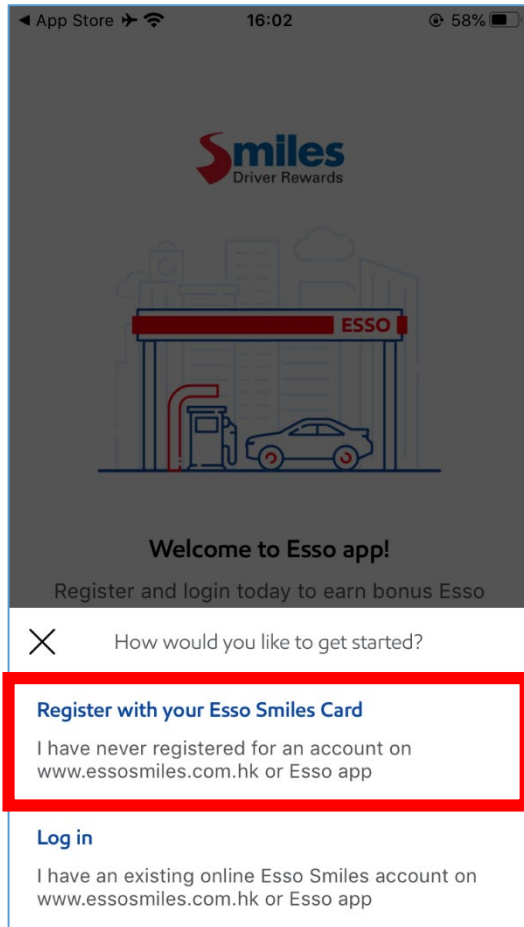 App Store
16:02
58%
Smiles
Driver Rewards
ESSO
Welcome to Esso app!
Register and login today to earn bonus Esso
How would you like to get started?
Register with your Esso Smiles Card
I have never registered for an account on
www.essosmiles.com.hk or Esso app
Log in
I have an existing online Esso Smiles account on
www.essosmiles.com.hk or Esso app